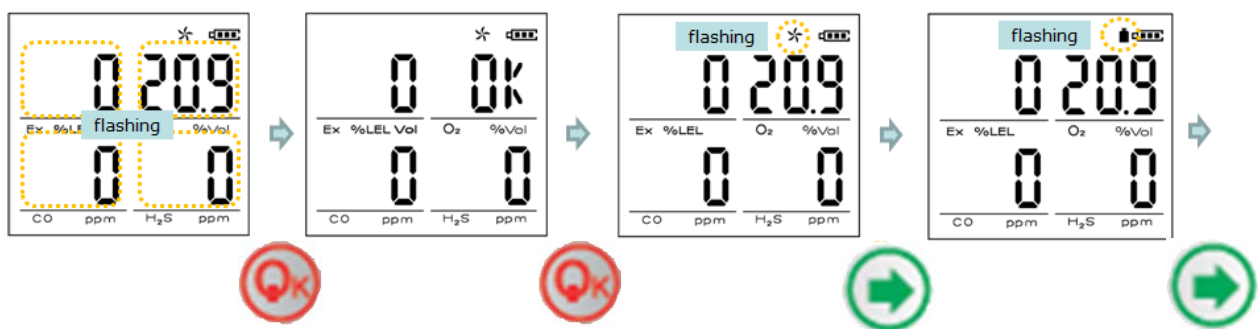 0 20.9
flashing
Ex %LE %Vol
0 0
CO ppm H₂S ppm
0 OK
Ex %LEL Vol O₂ %Vol
0 0
CO ppm H₂S ppm
flashing
0 20.9
Ex %LEL O₂ %Vol
0 0
CO ppm H₂S ppm
flashing
0 20.9
Ex %LEL O₂ %Vol
0 0
CO ppm H₂S ppm
OK
OK